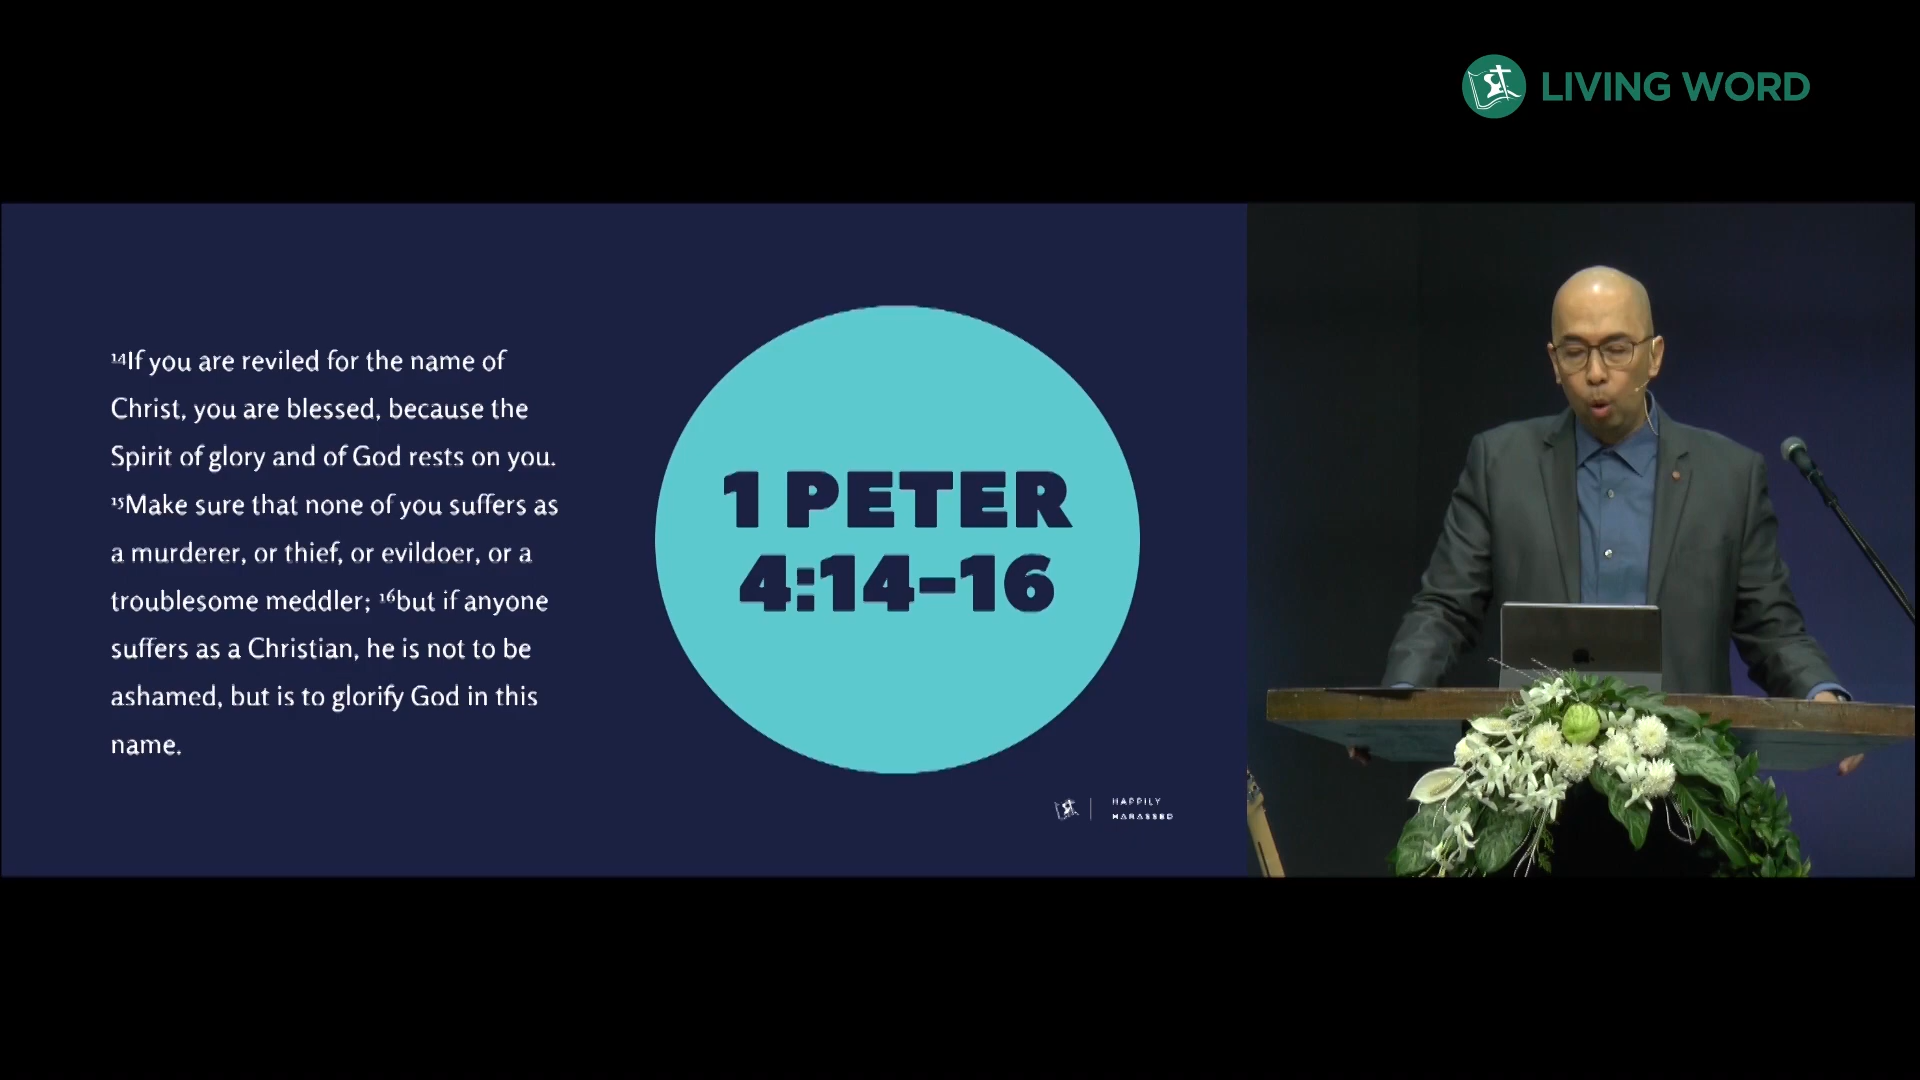 LIVING WORD
¹⁴If you are reviled for the name of
Christ, you are blessed, because the
Spirit of glory and of God rests on you.
¹⁵Make sure that none of you suffers as
a murderer, or thief, or evildoer, or a
troublesome meddler; ¹⁶but if anyone
suffers as a Christian, he is not to be
ashamed, but is to glorify God in this
name.
1 PETER
4:14–16
HAPPILY
HARASSED